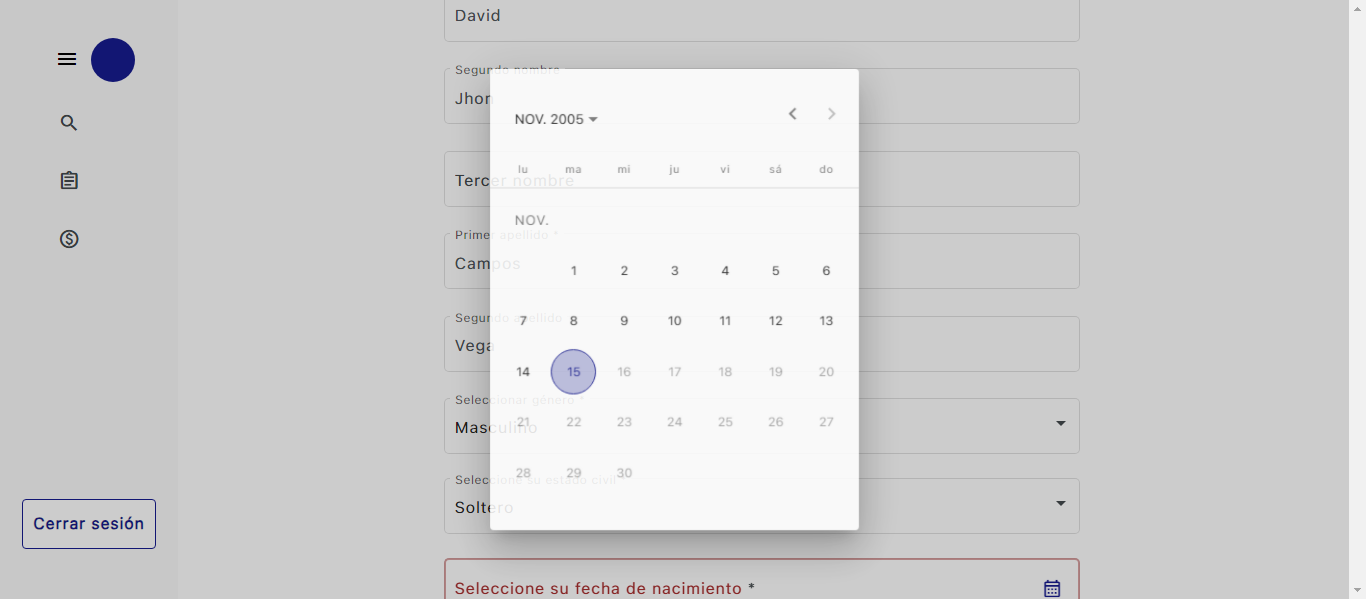 David
Segundo nombre
Jhon
NOV. 2005
lu ma mi ju vi sá do
Tercer nombre
NOV.
Primer apellido *
Campos
1 2 3 4 5 6
Segundo apellido
7 8 9 10 11 12 13
Vega
14 15 16 17 18 19 20
Seleccionar género *
Masculino
21 22 23 24 25 26 27
Seleccione su estado civil *
28 29 30
Soltero
Cerrar sesión
Seleccione su fecha de nacimiento *